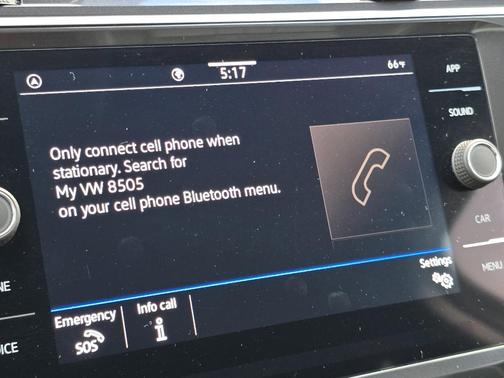 5:17
66°F
APP
SOUND
Only connect cell phone when
stationary. Search for
My VW 8505
on your cell phone Bluetooth menu.
CAR
MENU
Settings
Emergency
SOS
Info call
i